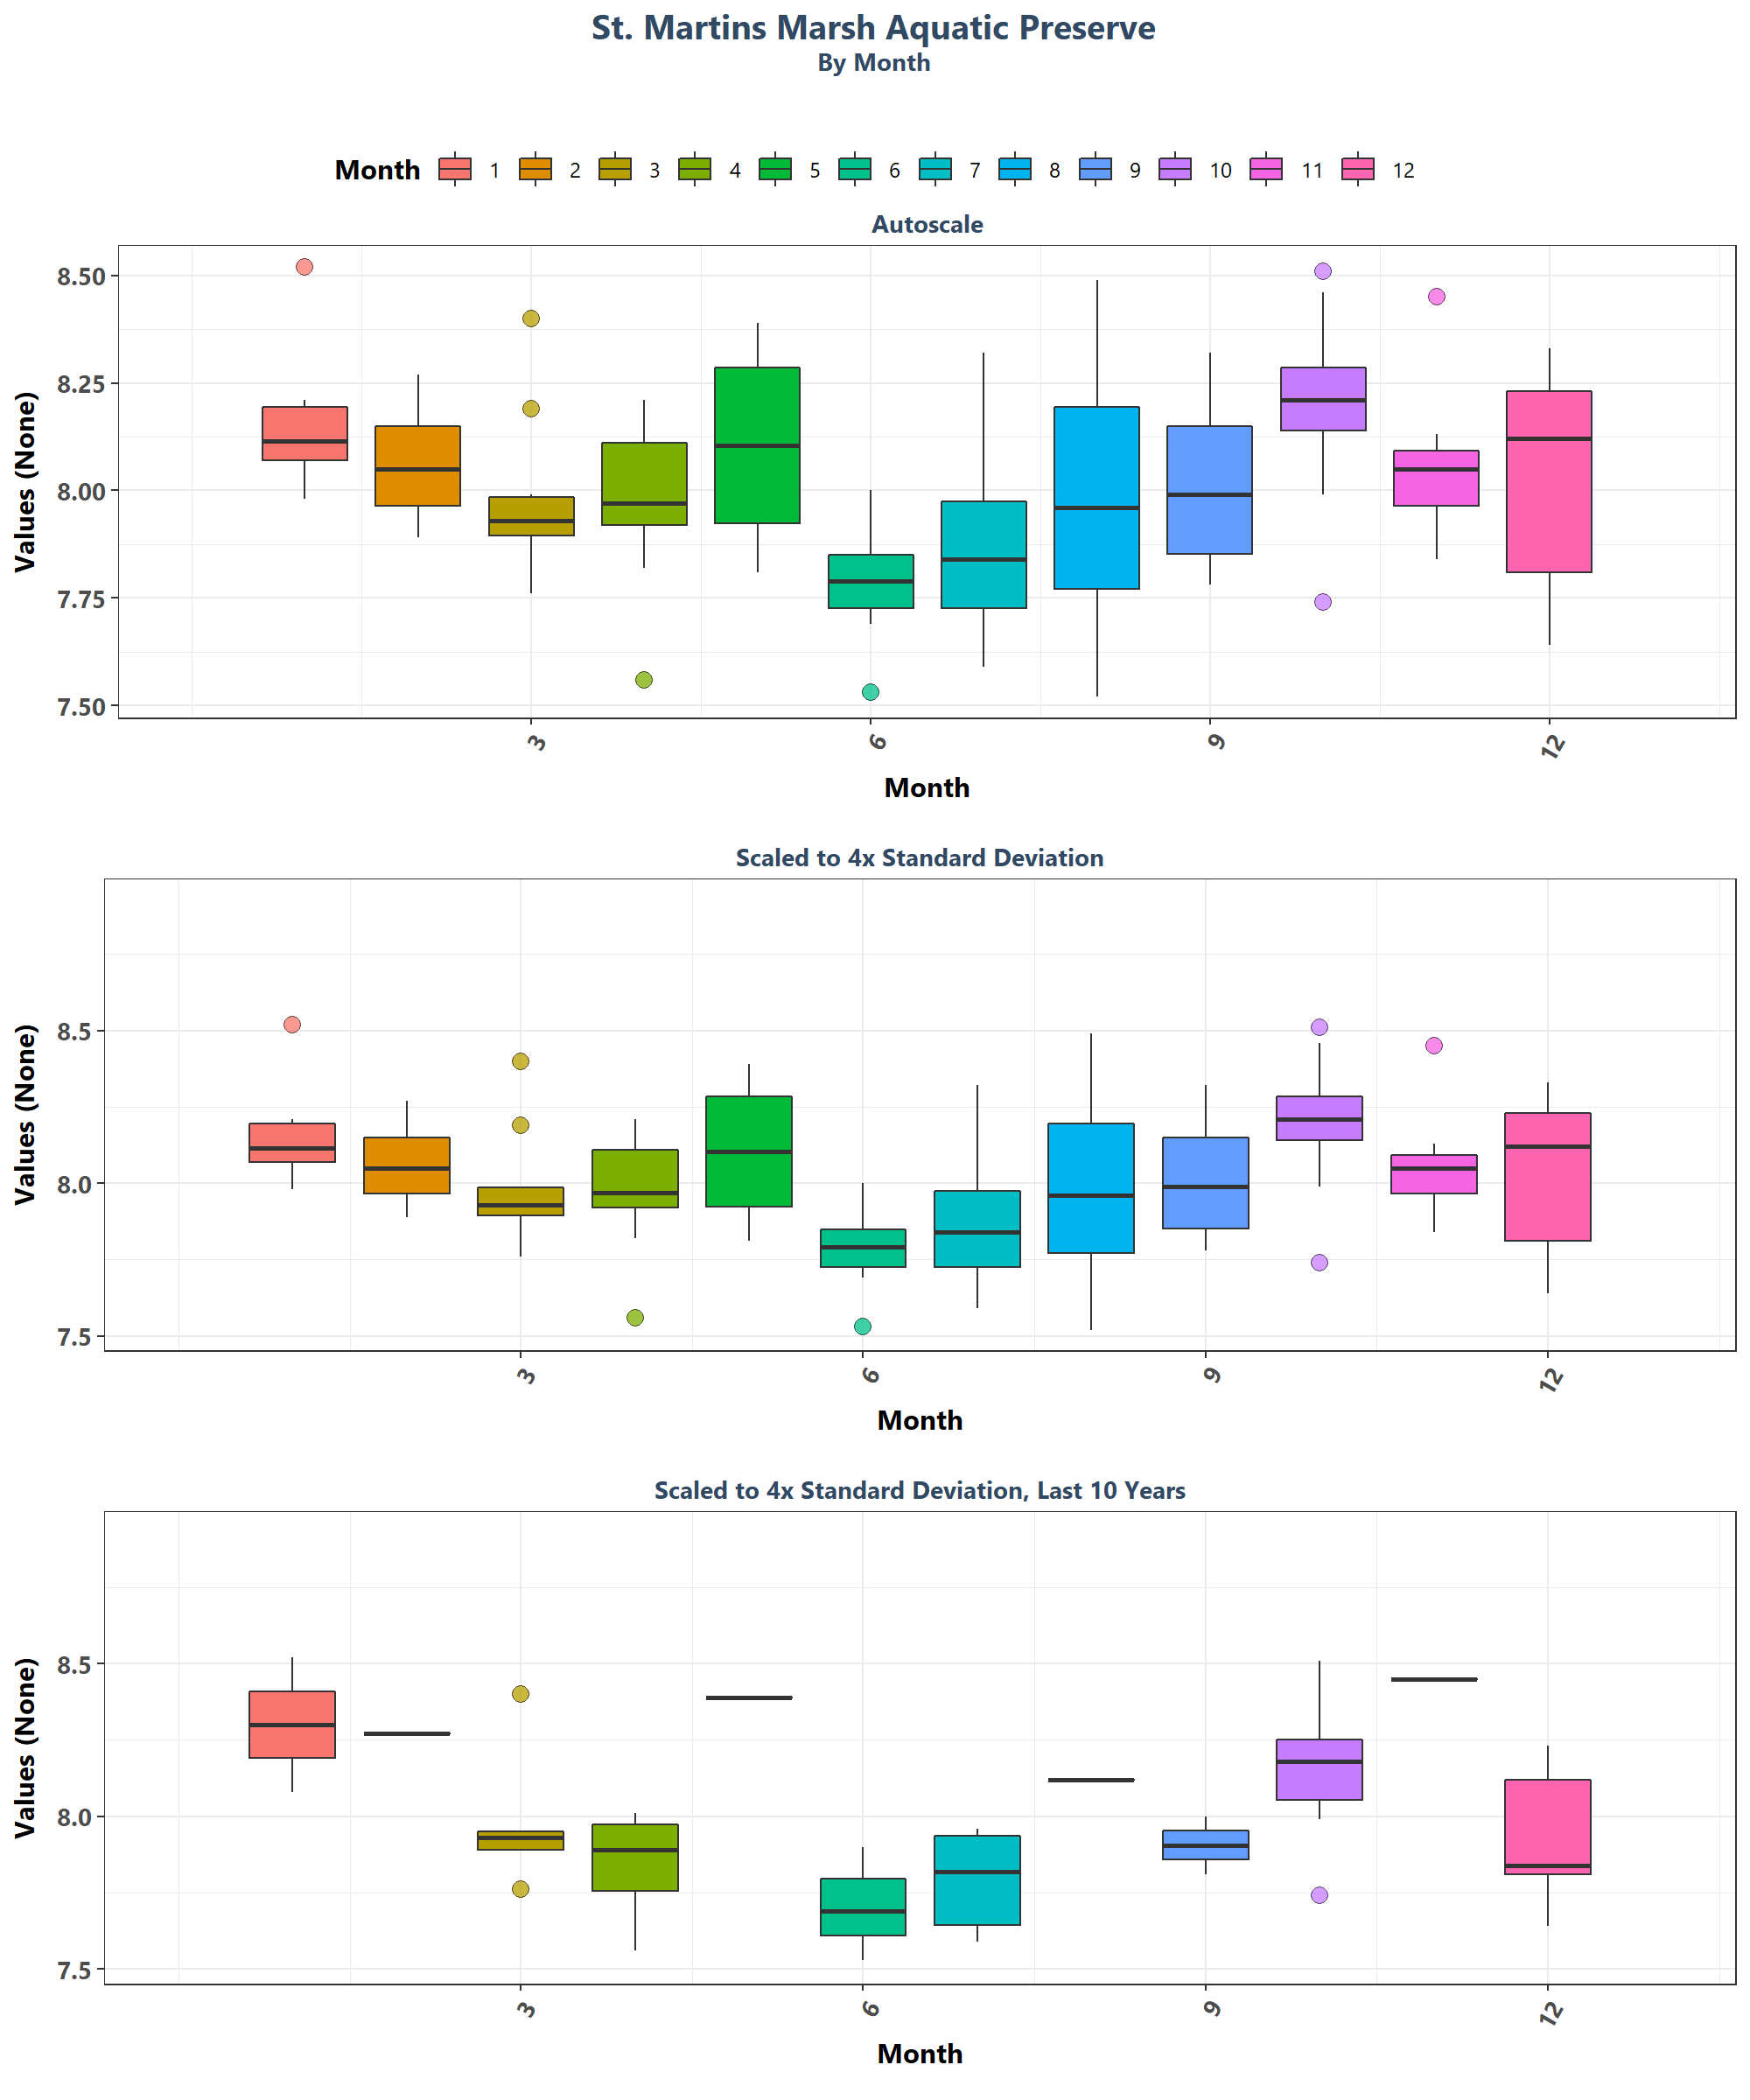 St. Martins Marsh Aquatic Preserve
By Month
Month 1 2 3 4 5 6 7 8 9 10 11 12
Autoscale
Values (None)
8.50
8.25
8.00
7.75
7.50
3 6 9 12
Month
Scaled to 4x Standard Deviation
Values (None)
8.5
8.0
7.5
3 6 9 12
Month
Scaled to 4x Standard Deviation, Last 10 Years
Values (None)
8.5
8.0
7.5
3 6 9 12
Month